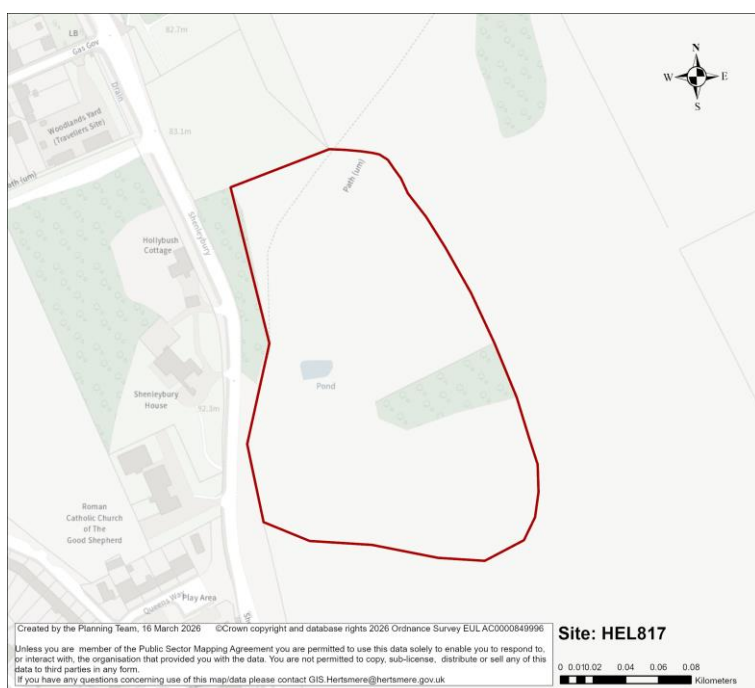 LB
82.7m
Gas Gov
Drain
Woodlands Yard
(Travellers Site)
83.1m
N
W E
S
Path (um)
Shenleybury
Hollybush
Cottage
Pond
Shenleybury
House
92.3m
Roman
Catholic Church
of The
Good Shepherd
Queens Way
Play Area
Created by the Planning Team, 16 March 2026 ©Crown copyright and database rights 2026 Ordnance Survey EUL AC0000849996
Unless you are member of the Public Sector Mapping Agreement you are permitted to use this data solely to enable you to respond to,
or interact with, the organisation that provided you with the data. You are not permitted to copy, sub-license, distribute or sell any of this
data to third parties in any form.
If you have any questions concerning use of this map/data please contact GIS.Hertsmere@hertsmere.gov.uk
Site: HEL817
0 0.010.02 0.04 0.06 0.08
Kilometers